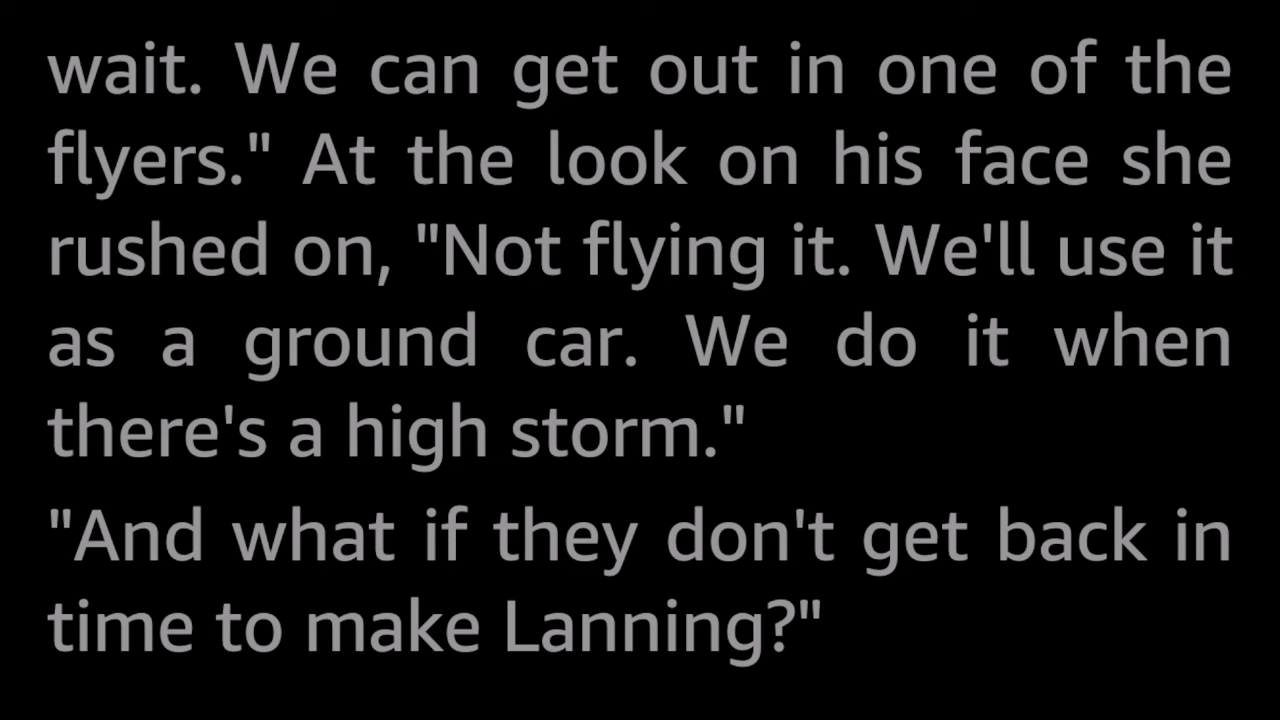 wait. We can get out in one of the
flyers." At the look on his face she
rushed on, "Not flying it. We'll use it
as a ground car. We do it when
there's a high storm."
"And what if they don't get back in
time to make Lanning?"